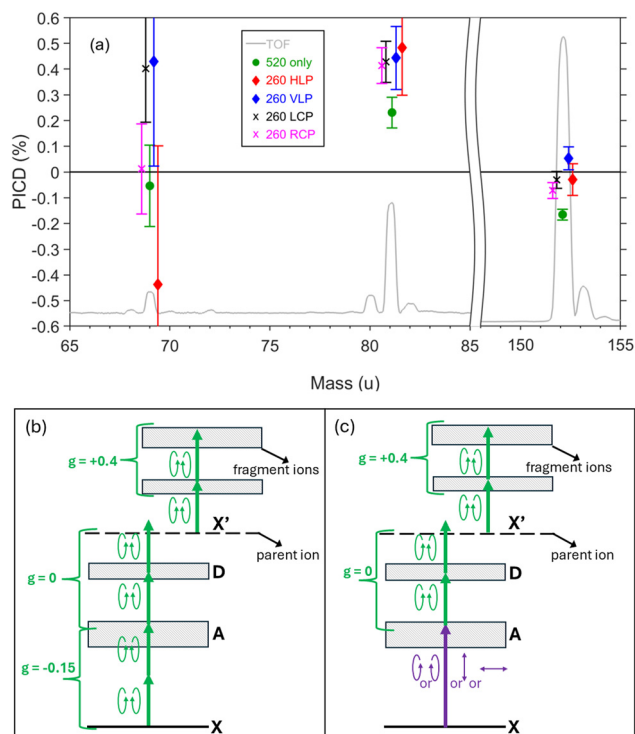 (a)
TOF
520 only
260 HLP
260 VLP
260 LCP
260 RCP
PICD (%)
0.6
0.5
0.4
0.3
0.2
0.1
0
-0.1
-0.2
-0.3
-0.4
-0.5
-0.6
65 70 75 80 85 150 155
Mass (u)
(b)
g = +0.4
fragment ions
X'
parent ion
g = 0
D
A
g = -0.15
X
(c)
g = +0.4
fragment ions
X'
parent ion
g = 0
D
A
or or
X